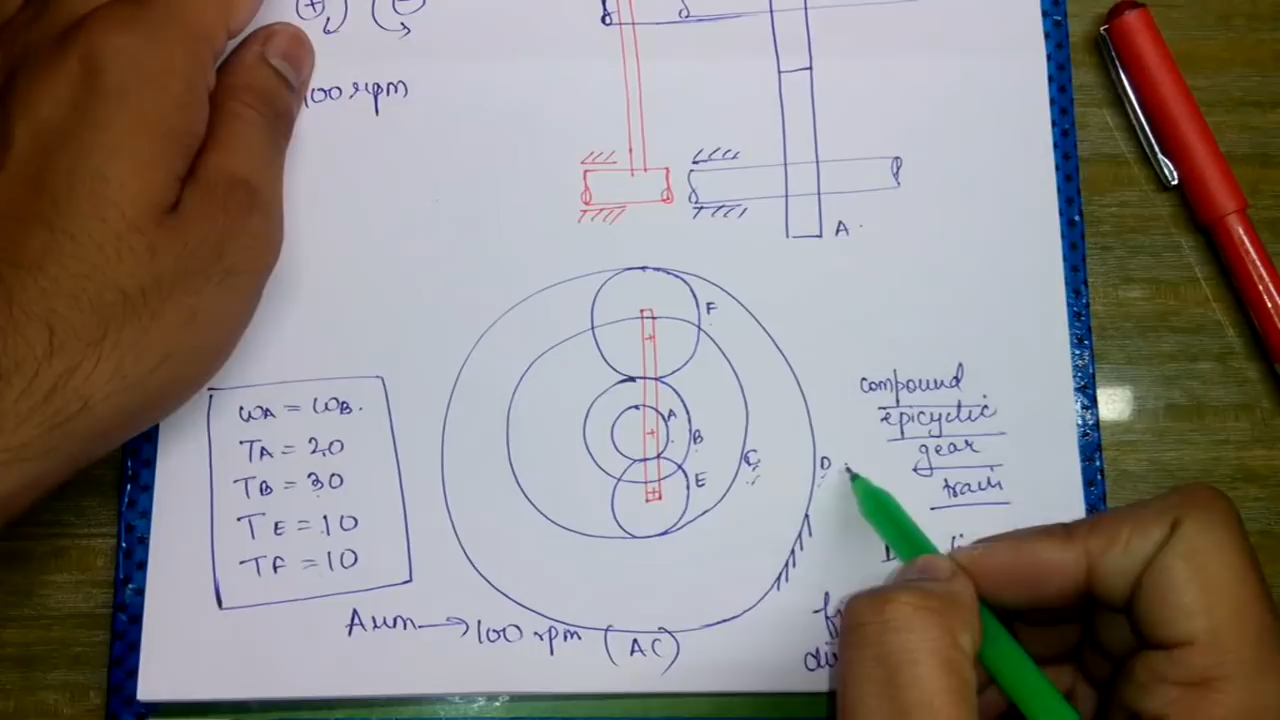 + -
100 rpm
A.
F
A
B
E
C
D
compound
epicyclic
gear
train
ωA = ωB.
TA = 20
TB = 30
TE = 10
TF = 10
Arm → 100 rpm (AC)